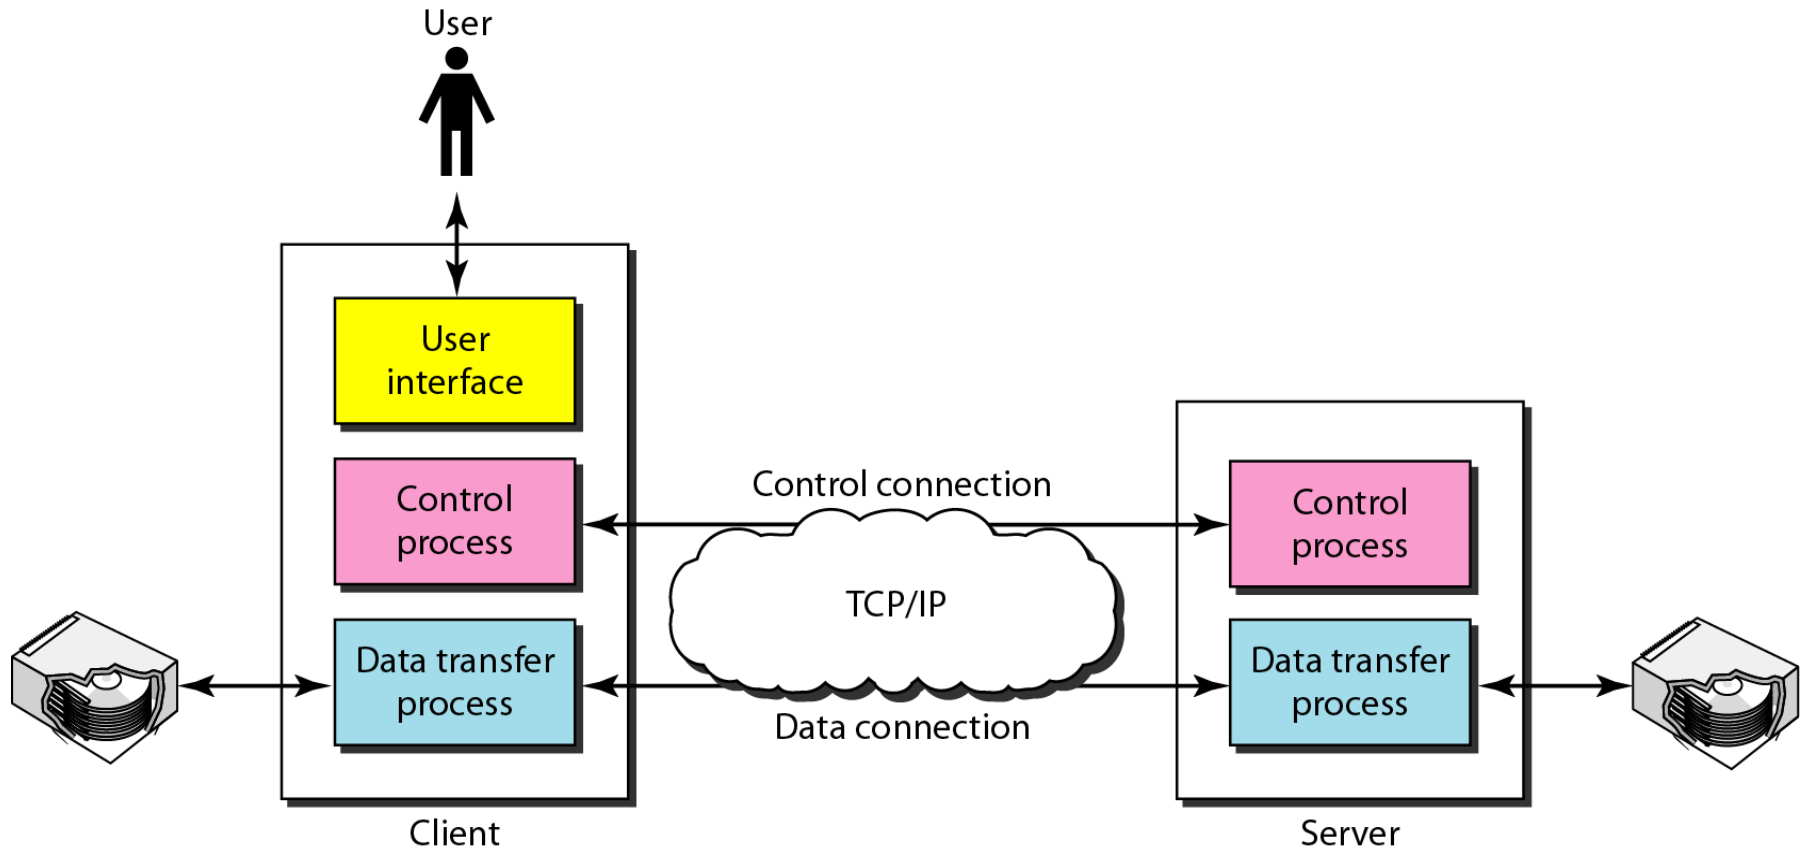 User
User
interface
Control
process
Data transfer
process
Client
Control connection
TCP/IP
Data connection
Control
process
Data transfer
process
Server